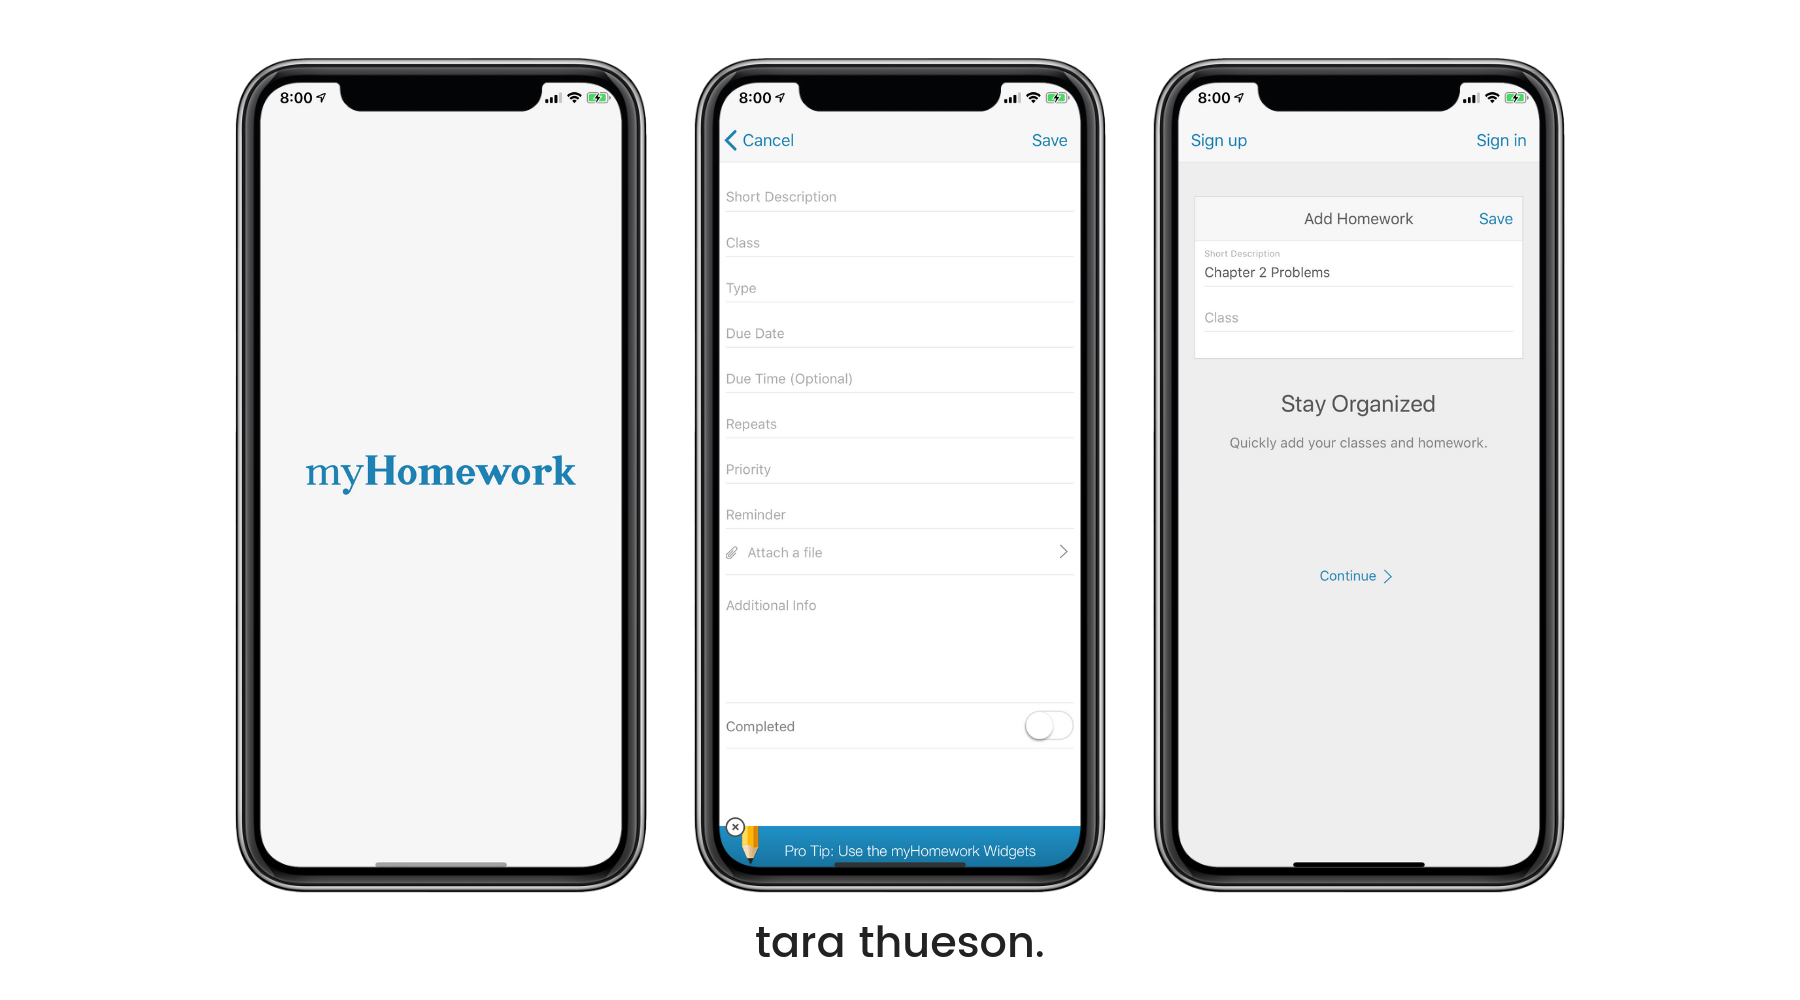 8:00
myHomework
8:00
Cancel Save
Short Description
Class
Type
Due Date
Due Time (Optional)
Repeats
Priority
Reminder
Attach a file
Additional Info
Completed
Pro Tip: Use the myHomework Widgets
8:00
Sign up Sign in
Add Homework Save
Short Description
Chapter 2 Problems
Class
Stay Organized
Quickly add your classes and homework.
Continue
tara thueson.